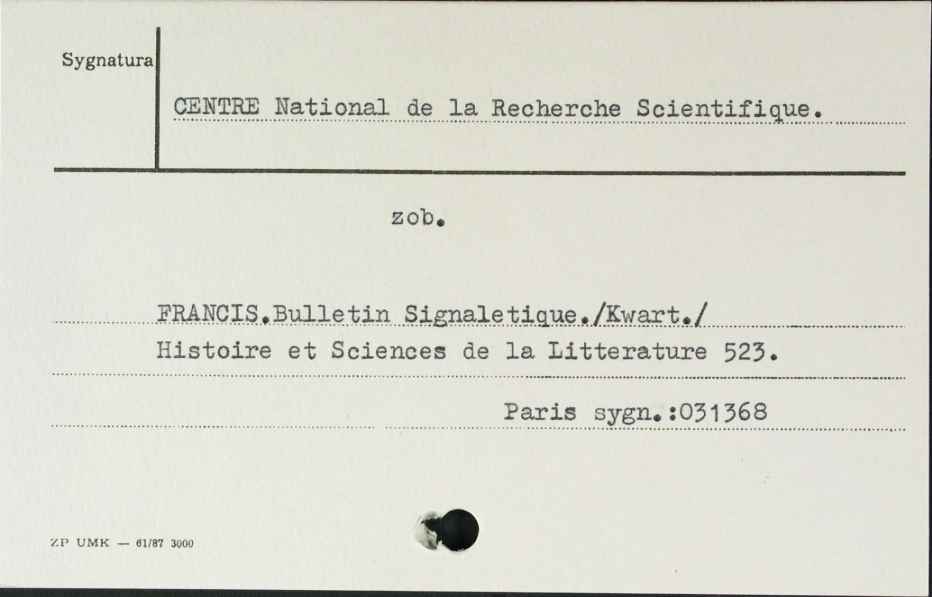 Sygnatura
CENTRE National de la Recherche Scientifique.
zob.
FRANCIS.Bulletin Signaletique./Kwart./
Histoire et Sciences de la Litterature 523.
Paris sygn.:031368
ZP UMK — 61/87 3000